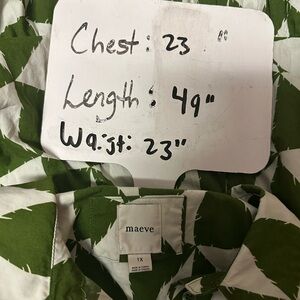 Chest: 23 "
Length: 49"
Waist: 23"
maeve
1X